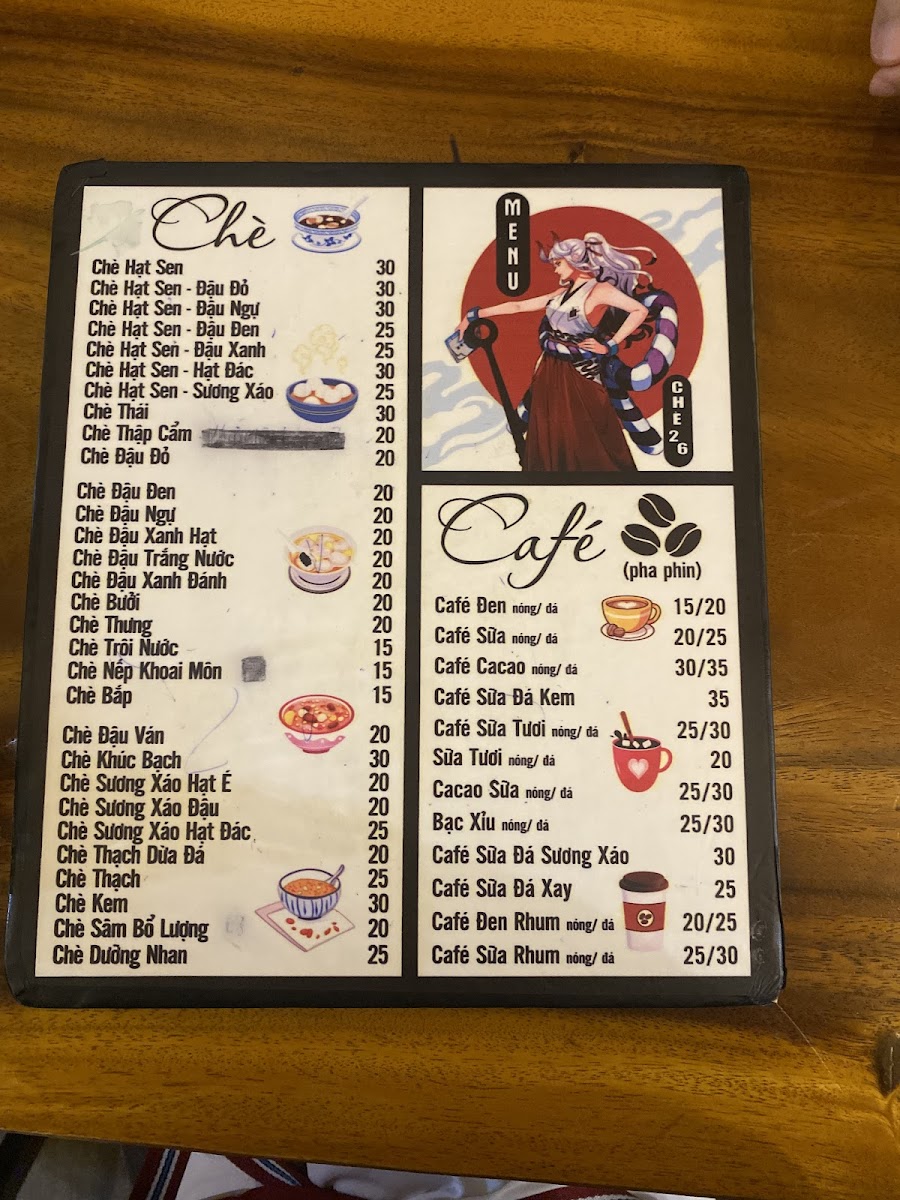 Chè
Chè Hạt Sen 30
Chè Hạt Sen - Đậu Đỏ 30
Chè Hạt Sen - Đậu Ngự 30
Chè Hạt Sen - Đậu Đen 25
Chè Hạt Sen - Đậu Xanh 25
Chè Hạt Sen - Hạt Đác 30
Chè Hạt Sen - Sương Xáo 25
Chè Thái 30
Chè Thập Cẩm 20
Chè Đậu Đỏ 20
Chè Đậu Đen 20
Chè Đậu Ngự 20
Chè Đậu Xanh Hạt 20
Chè Đậu Trắng Nước 20
Chè Đậu Xanh Đánh 20
Chè Bưởi 20
Chè Thưng 20
Chè Trôi Nước 15
Chè Nếp Khoai Môn 15
Chè Bắp 15
Chè Đậu Ván 20
Chè Khúc Bạch 30
Chè Sương Xáo Hạt É 20
Chè Sương Xáo Đậu 20
Chè Sương Xáo Hạt Đác 25
Chè Thạch Dừa Đá 20
Chè Thạch 25
Chè Kem 30
Chè Sâm Bổ Lượng 20
Chè Dưỡng Nhan 25
MENU
CHE26
Café
(pha phin)
Café Đen nóng/ đá 15/20
Café Sữa nóng/ đá 20/25
Café Cacao nóng/ đá 30/35
Café Sữa Đá Kem 35
Café Sữa Tươi nóng/ đá 25/30
Sữa Tươi nóng/ đá 20
Cacao Sữa nóng/ đá 25/30
Bạc Xỉu nóng/ đá 25/30
Café Sữa Đá Sương Xáo 30
Café Sữa Đá Xay 25
Café Đen Rhum nóng/ đá 20/25
Café Sữa Rhum nóng/ đá 25/30